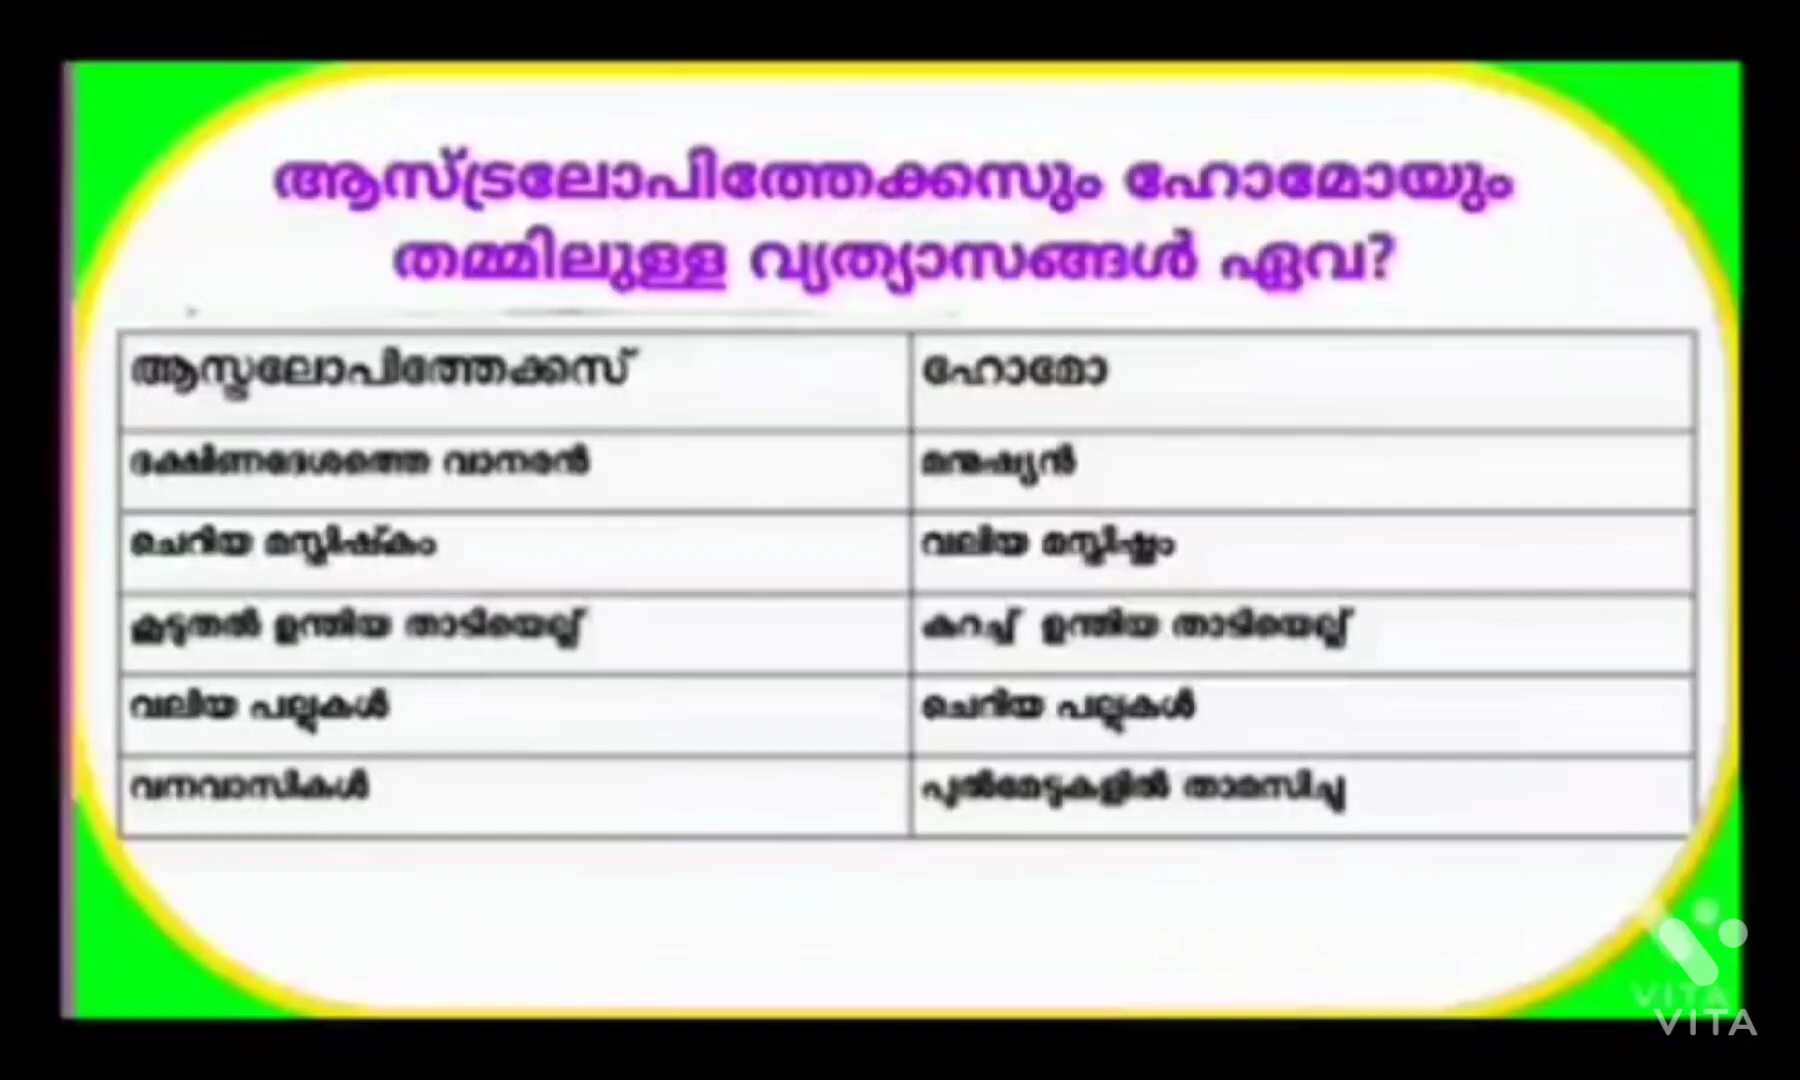 ആസ്ട്രലോപിത്തേക്കസും ഹോമോയും
തമ്മിലുള്ള വ്യത്യാസങ്ങൾ ഏവ?
ആസ്ട്രലോപിത്തേക്കസ് ഹോമോ
ദക്ഷിണദേശത്തെ വാനരൻ മനുഷ്യൻ
ചെറിയ മസ്തിഷ്കം വലിയ മസ്തിഷ്കം
കൂടുതൽ ഉന്തിയ താടിയെല്ല് കുറച്ച് ഉന്തിയ താടിയെല്ല്
വലിയ പല്ലുകൾ ചെറിയ പല്ലുകൾ
വനവാസികൾ പുൽമേടുകളിൽ താമസിച്ചു
VITA
VITA